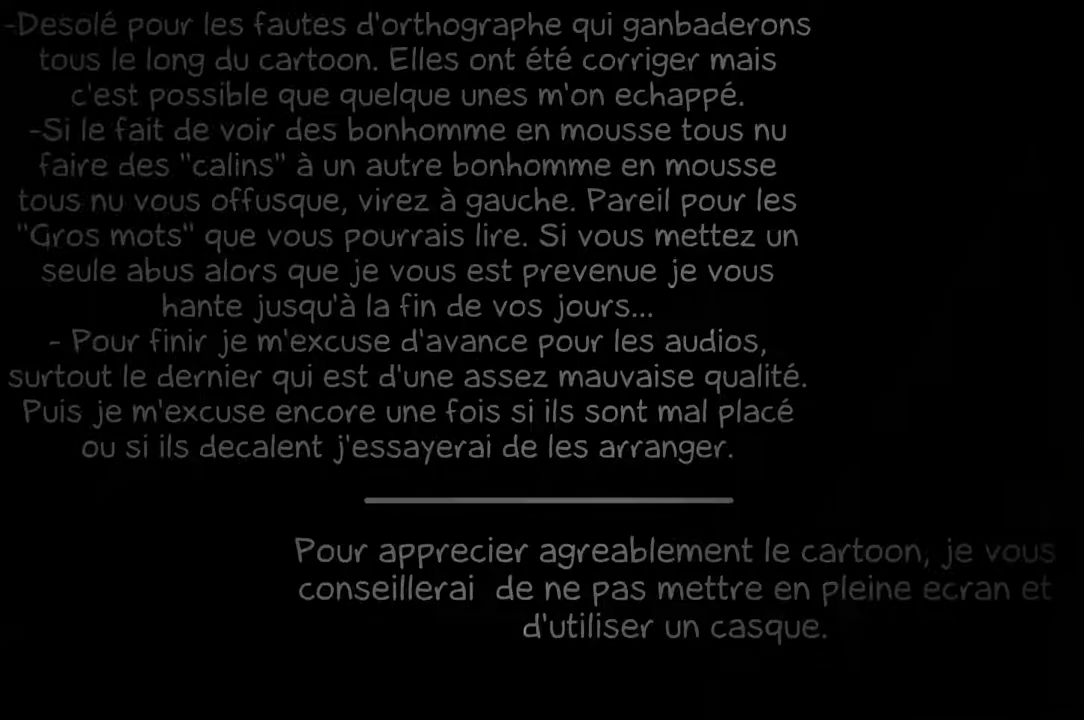 -Desolé pour les fautes d'orthographe qui ganbaderons
tous le long du cartoon. Elles ont été corriger mais
c'est possible que quelque unes m'on echappé.
-Si le fait de voir des bonhomme en mousse tous nu
faire des "calins" à un autre bonhomme en mousse
tous nu vous offusque, virez à gauche. Pareil pour les
"Gros mots" que vous pourrais lire. Si vous mettez un
seule abus alors que je vous est prevenue je vous
hante jusqu'à la fin de vos jours...
- Pour finir je m'excuse d'avance pour les audios,
surtout le dernier qui est d'une assez mauvaise qualité.
Puis je m'excuse encore une fois si ils sont mal placé
ou si ils decalent j'essayerai de les arranger.
Pour apprecier agreablement le cartoon, je vous
conseillerai de ne pas mettre en pleine ecran et
d'utiliser un casque.